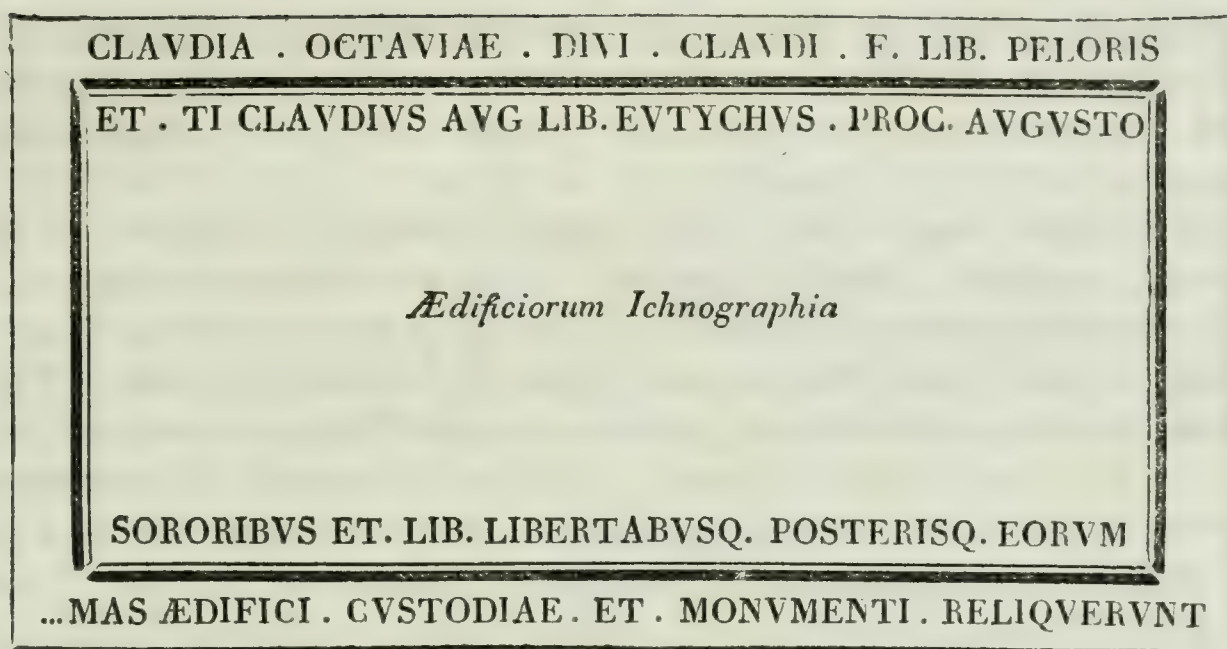 CLAVDIA . OCTAVIAE . DIVI . CLAVDI . F. LIB. PELORIS
ET . TI CLAVDIVS AVG LIB. EVTYCHVS . PROC. AVGVSTO
Ædificiorum Ichnographia
SORORIBVS ET. LIB. LIBERTABVSQ. POSTERISQ. EORVM
...MAS ÆDIFICI . CVSTODIAE . ET . MONVMENTI . RELIQVERVNT